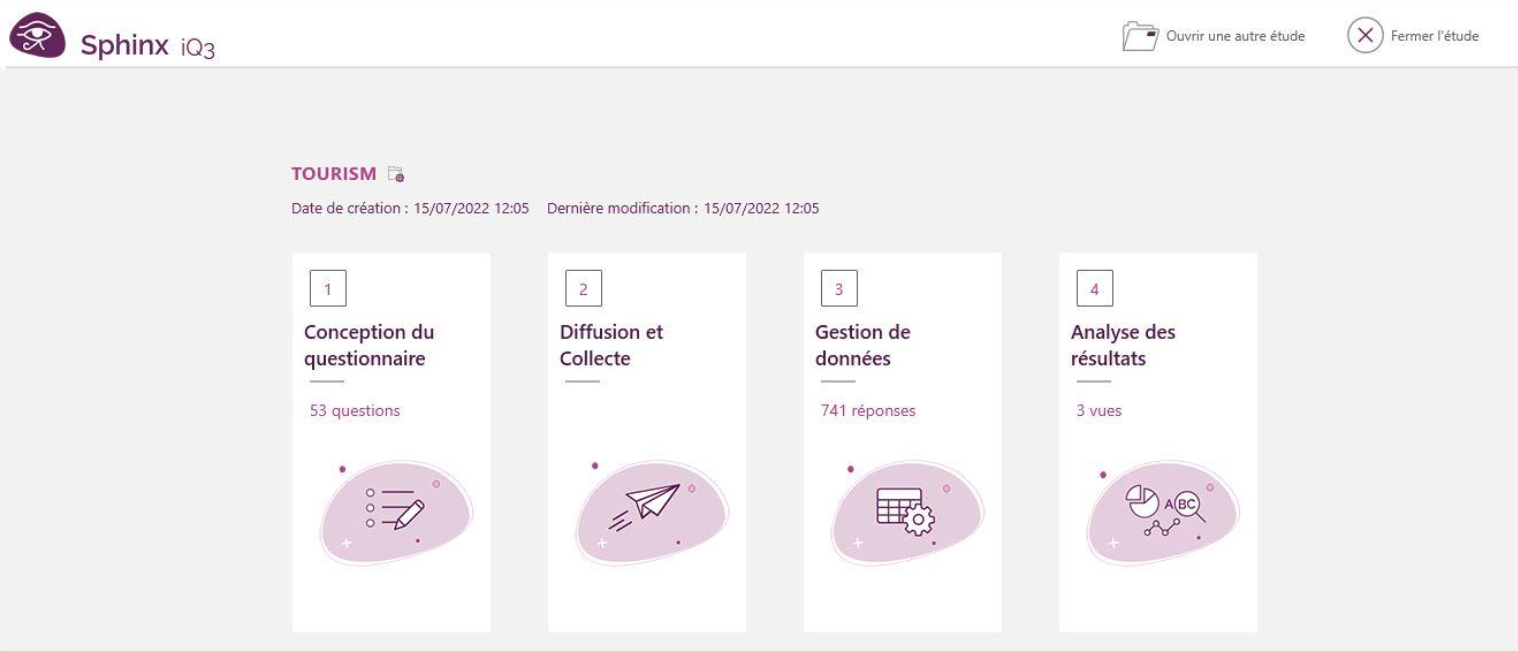 Sphinx iQ3
Ouvrir une autre étude
Fermer l'étude
TOURISM
Date de création : 15/07/2022 12:05 Dernière modification : 15/07/2022 12:05
1
Conception du
questionnaire
53 questions
2
Diffusion et
Collecte
3
Gestion de
données
741 réponses
4
Analyse des
résultats
3 vues
ABC